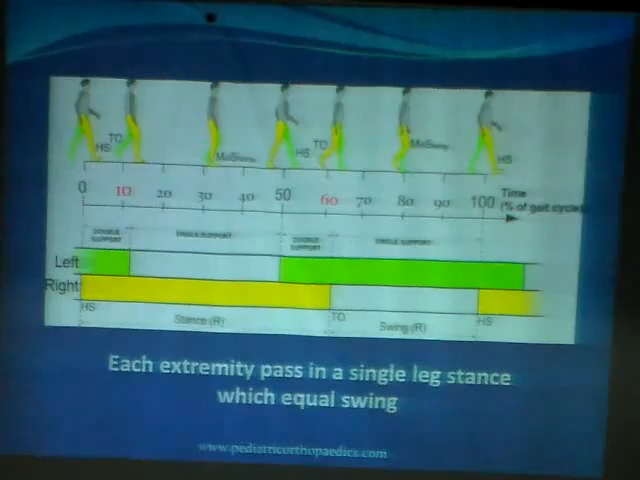 HS TO MidStance HS TO MidSwing HS
0 10 20 30 40 50 60 70 80 90 100 Time
(% of gait cycle)
DOUBLE SUPPORT SINGLE SUPPORT DOUBLE SUPPORT SINGLE SUPPORT
Left
Right
HS TO HS
Stance (R) Swing (R)
Each extremity pass in a single leg stance
which equal swing
www.pediatricorthopaedics.com